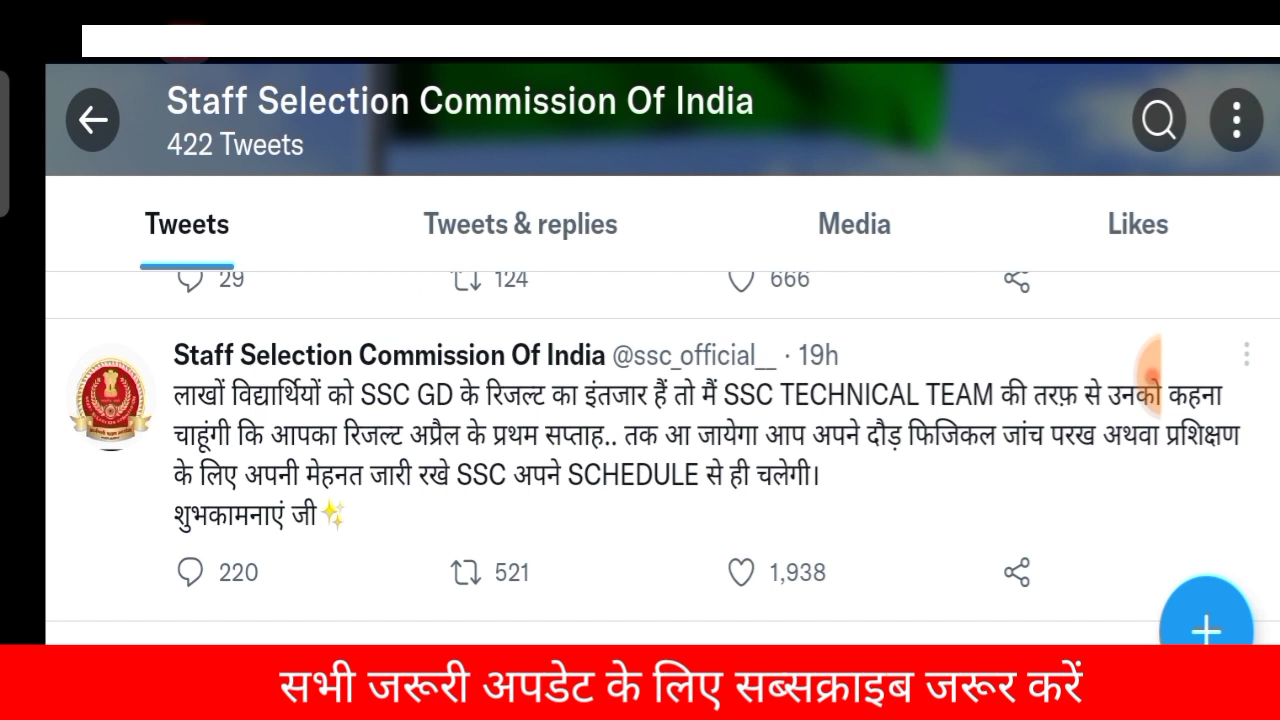 Staff Selection Commission Of India
422 Tweets
Tweets Tweets & replies Media Likes
29 124 666
Staff Selection Commission Of India @ssc_official__ · 19h
लाखों विद्यार्थियों को SSC GD के रिजल्ट का इंतजार हैं तो मैं SSC TECHNICAL TEAM की तरफ़ से उनको कहना
चाहूंगी कि आपका रिजल्ट अप्रैल के प्रथम सप्ताह.. तक आ जायेगा आप अपने दौड़ फिजिकल जांच परख अथवा प्रशिक्षण
के लिए अपनी मेहनत जारी रखे SSC अपने SCHEDULE से ही चलेगी।
शुभकामनाएं जी✨
220 521 1,938
सभी जरूरी अपडेट के लिए सब्सक्राइब जरूर करें